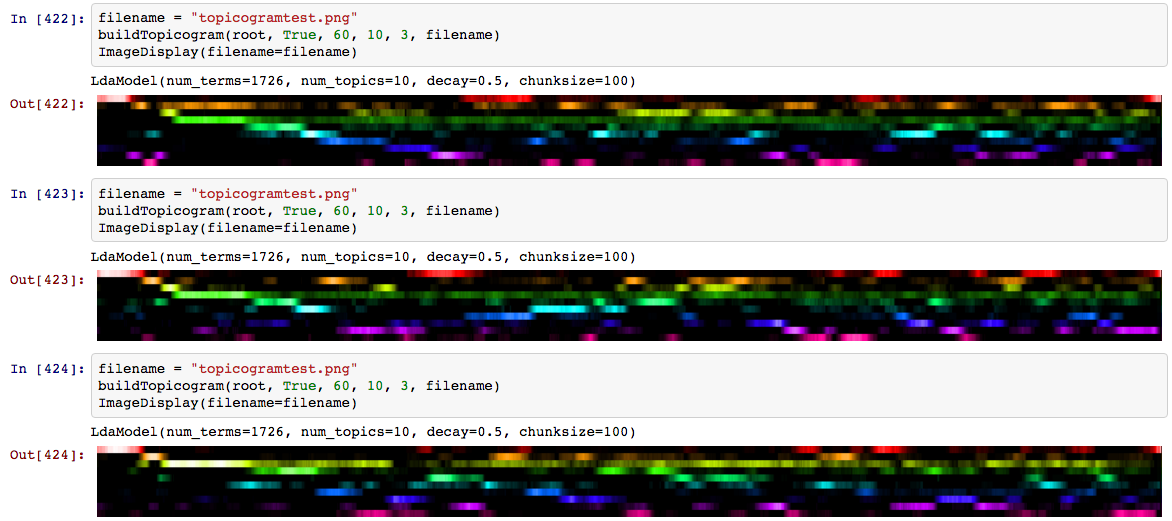 In [422]: filename = "topicogramtest.png"
buildTopicogram(root, True, 60, 10, 3, filename)
ImageDisplay(filename=filename)
LdaModel(num_terms=1726, num_topics=10, decay=0.5, chunksize=100)
Out[422]:
In [423]: filename = "topicogramtest.png"
buildTopicogram(root, True, 60, 10, 3, filename)
ImageDisplay(filename=filename)
LdaModel(num_terms=1726, num_topics=10, decay=0.5, chunksize=100)
Out[423]:
In [424]: filename = "topicogramtest.png"
buildTopicogram(root, True, 60, 10, 3, filename)
ImageDisplay(filename=filename)
LdaModel(num_terms=1726, num_topics=10, decay=0.5, chunksize=100)
Out[424]: